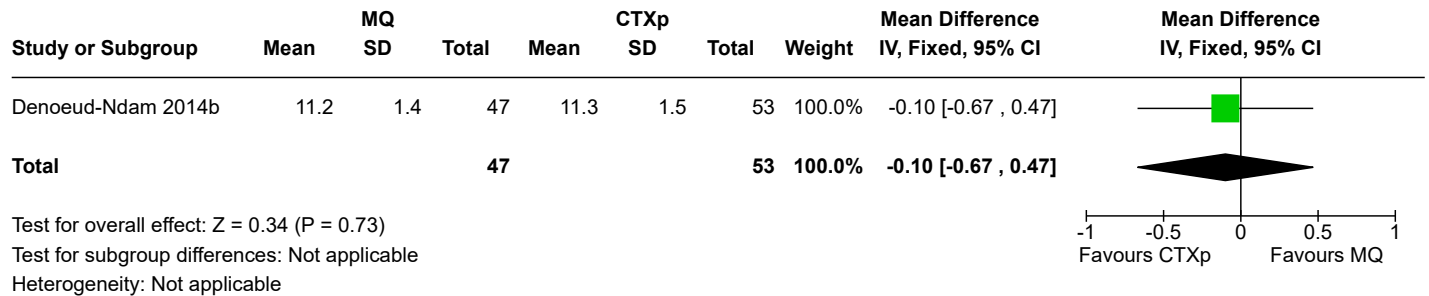 MQ CTXp Mean Difference Mean Difference
Study or Subgroup Mean SD Total Mean SD Total Weight IV, Fixed, 95% CI IV, Fixed, 95% CI
Denoeud-Ndam 2014b 11.2 1.4 47 11.3 1.5 53 100.0% -0.10 [-0.67 , 0.47]
Total 47 53 100.0% -0.10 [-0.67 , 0.47]
Test for overall effect: Z = 0.34 (P = 0.73)
-1 -0.5 0 0.5 1
Test for subgroup differences: Not applicable
Favours CTXp Favours MQ
Heterogeneity: Not applicable